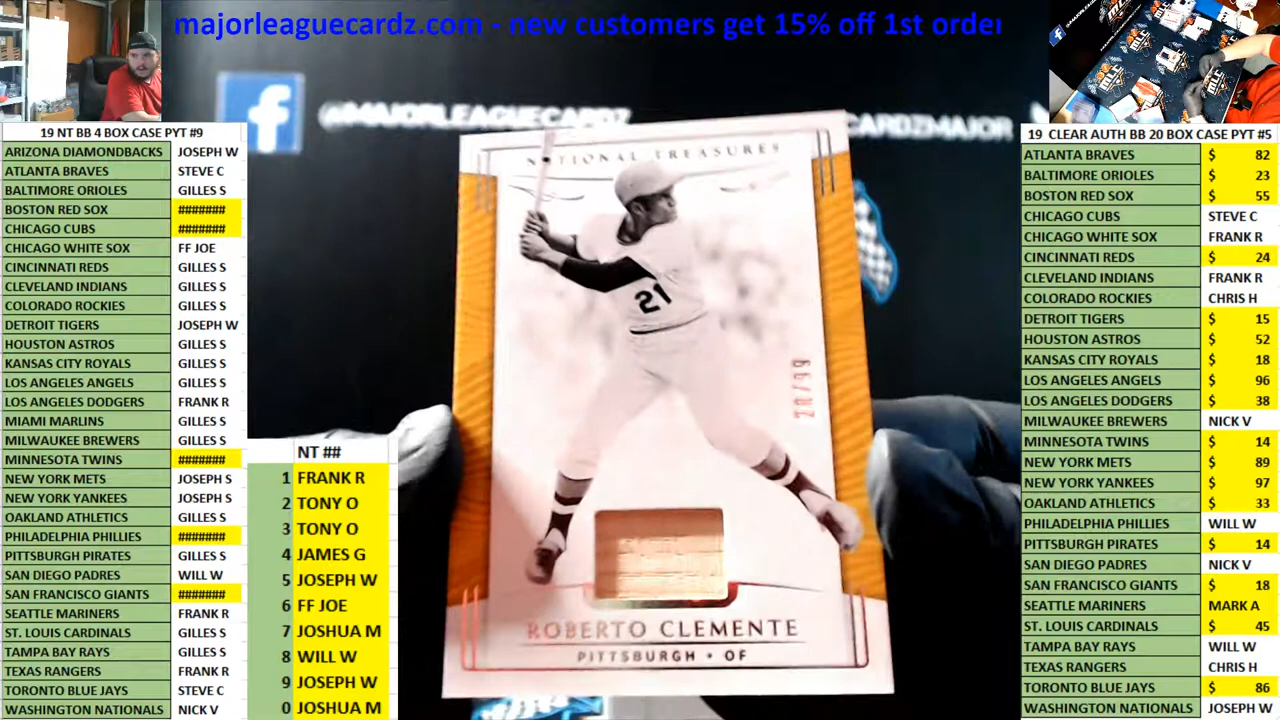 majorleaguecardz.com - new customers get 15% off 1st order
f @MAJORLEAGUECARDZ
CARDZMAJOR
19 NT BB 4 BOX CASE PYT #9
ARIZONA DIAMONDBACKS JOSEPH W
ATLANTA BRAVES STEVE C
BALTIMORE ORIOLES GILLES S
BOSTON RED SOX #######
CHICAGO CUBS #######
CHICAGO WHITE SOX FF JOE
CINCINNATI REDS GILLES S
CLEVELAND INDIANS GILLES S
COLORADO ROCKIES GILLES S
DETROIT TIGERS JOSEPH W
HOUSTON ASTROS GILLES S
KANSAS CITY ROYALS GILLES S
LOS ANGELES ANGELS GILLES S
LOS ANGELES DODGERS FRANK R
MIAMI MARLINS GILLES S
MILWAUKEE BREWERS GILLES S
MINNESOTA TWINS #######
NEW YORK METS JOSEPH S
NEW YORK YANKEES JOSEPH S
OAKLAND ATHLETICS GILLES S
PHILADELPHIA PHILLIES #######
PITTSBURGH PIRATES GILLES S
SAN DIEGO PADRES WILL W
SAN FRANCISCO GIANTS #######
SEATTLE MARINERS FRANK R
ST. LOUIS CARDINALS GILLES S
TAMPA BAY RAYS GILLES S
TEXAS RANGERS FRANK R
TORONTO BLUE JAYS STEVE C
WASHINGTON NATIONALS NICK V
NT ##
1 FRANK R
2 TONY O
3 TONY O
4 JAMES G
5 JOSEPH W
6 FF JOE
7 JOSHUA M
8 WILL W
9 JOSEPH W
0 JOSHUA M
NATIONAL TREASURES
21
20/99
ROBERTO CLEMENTE
PITTSBURGH • OF
MLC
19 CLEAR AUTH BB 20 BOX CASE PYT #5
ATLANTA BRAVES $ 82
BALTIMORE ORIOLES $ 23
BOSTON RED SOX $ 55
CHICAGO CUBS STEVE C
CHICAGO WHITE SOX FRANK R
CINCINNATI REDS $ 24
CLEVELAND INDIANS FRANK R
COLORADO ROCKIES CHRIS H
DETROIT TIGERS $ 15
HOUSTON ASTROS $ 52
KANSAS CITY ROYALS $ 18
LOS ANGELES ANGELS $ 96
LOS ANGELES DODGERS $ 38
MILWAUKEE BREWERS NICK V
MINNESOTA TWINS $ 14
NEW YORK METS $ 89
NEW YORK YANKEES $ 97
OAKLAND ATHLETICS $ 33
PHILADELPHIA PHILLIES WILL W
PITTSBURGH PIRATES $ 14
SAN DIEGO PADRES NICK V
SAN FRANCISCO GIANTS $ 18
SEATTLE MARINERS MARK A
ST. LOUIS CARDINALS $ 45
TAMPA BAY RAYS WILL W
TEXAS RANGERS CHRIS H
TORONTO BLUE JAYS $ 86
WASHINGTON NATIONALS JOSEPH W